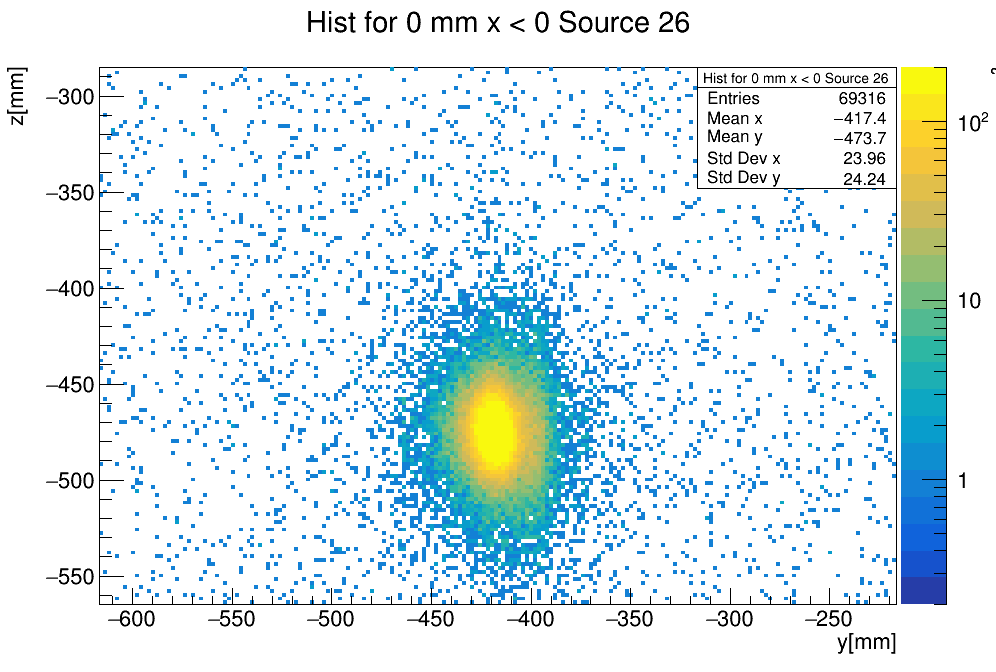 Hist for 0 mm x < 0 Source 26
z[mm]
Hist for 0 mm x < 0 Source 26
Entries 69316
Mean x −417.4
Mean y −473.7
Std Dev x 23.96
Std Dev y 24.24
−300
−350
−400
−450
−500
−550
−600 −550 −500 −450 −400 −350 −300 −250
y[mm]
10²
10
1